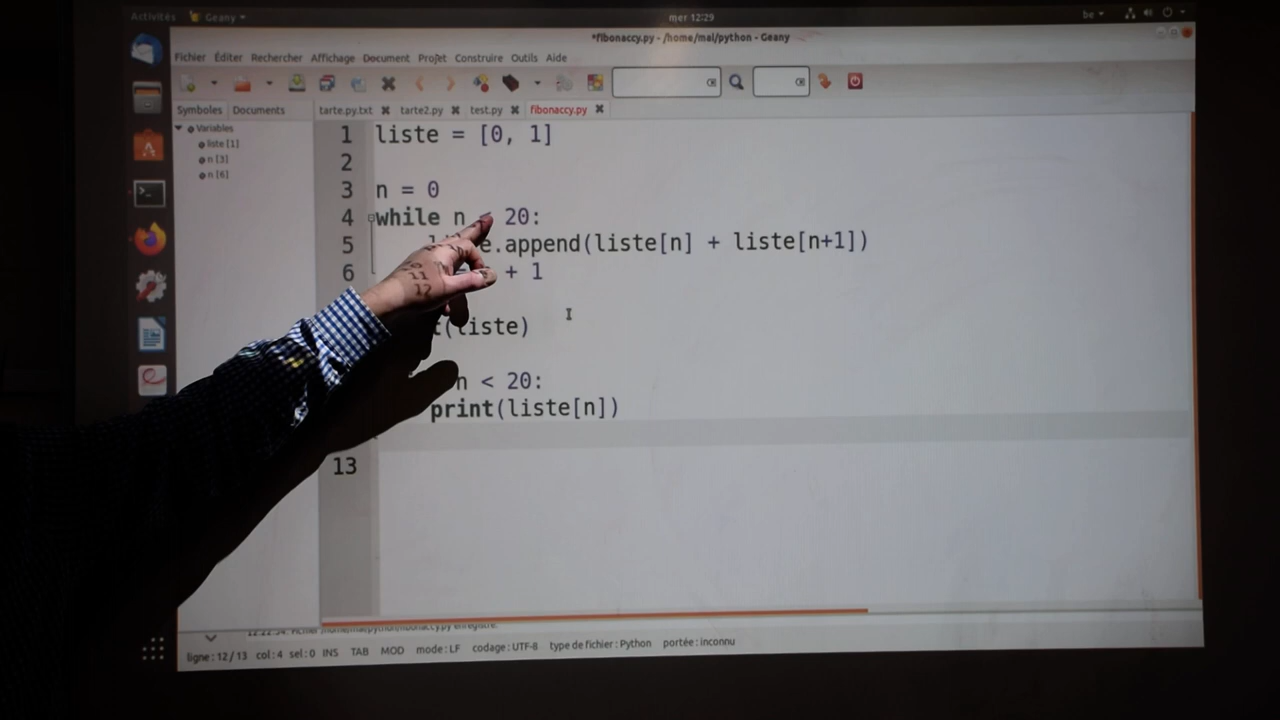 Activités Geany mer 12:29 be
*fibonaccy.py - /home/mal/python - Geany
Fichier Éditer Rechercher Affichage Document Projet Construire Outils Aide
Symboles Documents tarte.py.txt tarte2.py test.py fibonaccy.py
Variables
liste [1]
n [3]
n [6]
1 liste = [0, 1]
2
3 n = 0
4 while n 20:
5 e.append(liste[n] + liste[n+1])
6 + 1
t(liste)
n < 20:
print(liste[n])
13
10
11
12
ligne: 12 / 13 col: 4 sel: 0 INS TAB MOD mode: LF codage: UTF-8 type de fichier: Python portée: inconnu